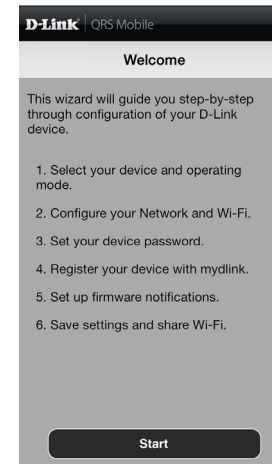 D-Link | QRS Mobile
Welcome
This wizard will guide you step-by-step
through configuration of your D-Link
device.
1. Select your device and operating
mode.
2. Configure your Network and Wi-Fi.
3. Set your device password.
4. Register your device with mydlink.
5. Set up firmware notifications.
6. Save settings and share Wi-Fi.
Start